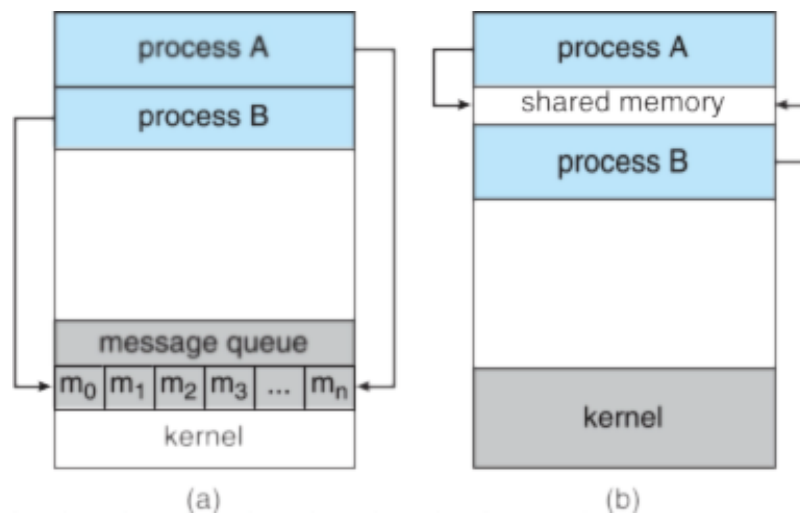 process A
process B
message queue
m₀ m₁ m₂ m₃ ... mₙ
kernel
(a)
process A
shared memory
process B
kernel
(b)